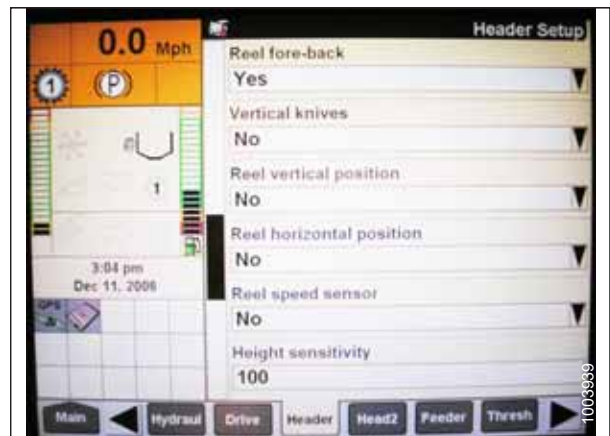 0.0 Mph
Header Setup
1
P
1
3:04 pm
Dec 11, 2006
GPS
Reel fore-back
Yes
Vertical knives
No
Reel vertical position
No
Reel horizontal position
No
Reel speed sensor
No
Height sensitivity
100
Main
Hydraul
Drive
Header
Head2
Feeder
Thresh
1003939